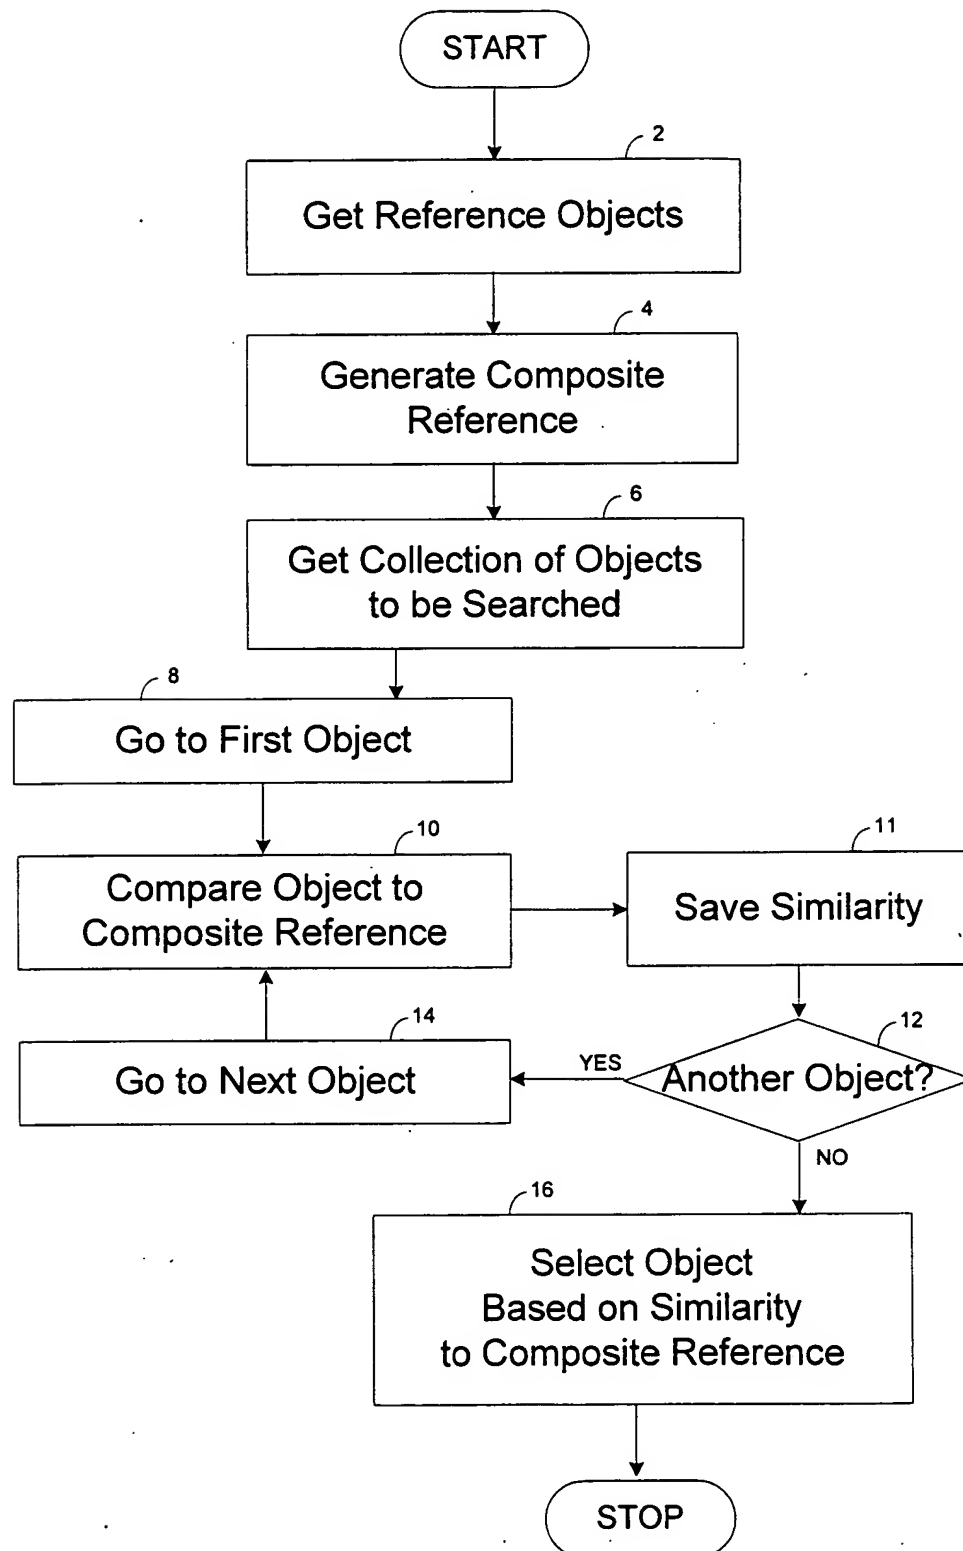 START
2
Get Reference Objects
4
Generate Composite
Reference
6
Get Collection of Objects
to be Searched
8
Go to First Object
10
Compare Object to
Composite Reference
11
Save Similarity
12
Another Object?
YES
14
Go to Next Object
NO
16
Select Object
Based on Similarity
to Composite Reference
STOP